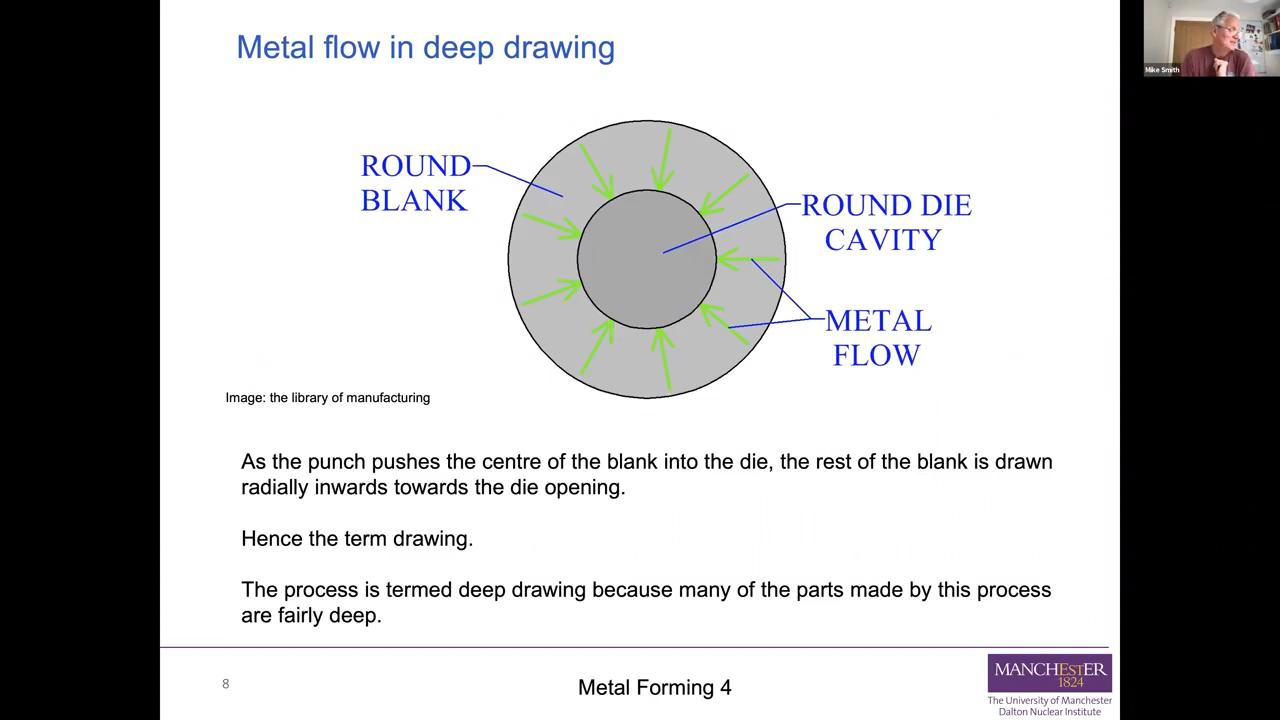 Metal flow in deep drawing
Mike Smith
ROUND
BLANK
ROUND DIE
CAVITY
METAL
FLOW
Image: the library of manufacturing
As the punch pushes the centre of the blank into the die, the rest of the blank is drawn
radially inwards towards the die opening.
Hence the term drawing.
The process is termed deep drawing because many of the parts made by this process
are fairly deep.
8
Metal Forming 4
MANCHESTER
1824
The University of Manchester
Dalton Nuclear Institute